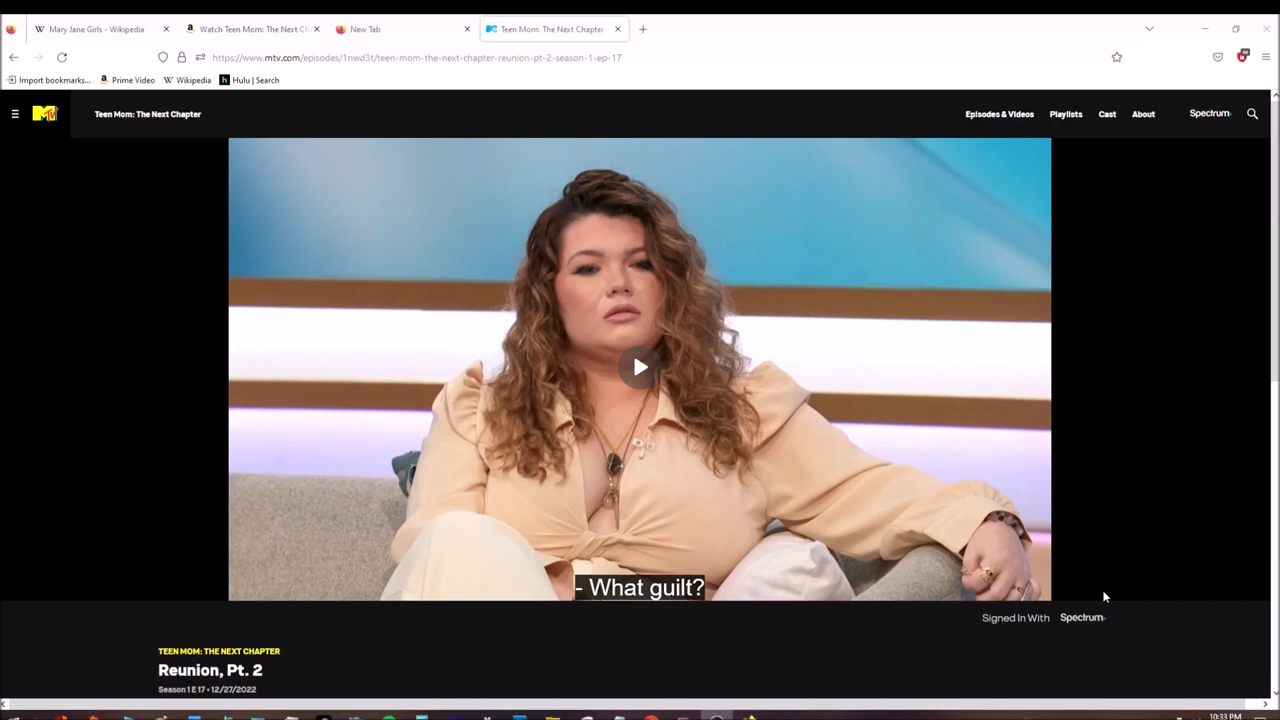 Mary Jane Girls - Wikipedia
Watch Teen Mom: The Next Ch
New Tab
Teen Mom: The Next Chapter
https://www.mtv.com/episodes/1nwd3t/teen-mom-the-next-chapter-reunion-pt-2-season-1-ep-17
Import bookmarks...
Prime Video
Wikipedia
Hulu | Search
MTV
Teen Mom: The Next Chapter
Episodes & Videos
Playlists
Cast
About
Spectrum
- What guilt?
Signed In With Spectrum
TEEN MOM: THE NEXT CHAPTER
Reunion, Pt. 2
Season 1 E 17 • 12/27/2022
10:33 PM